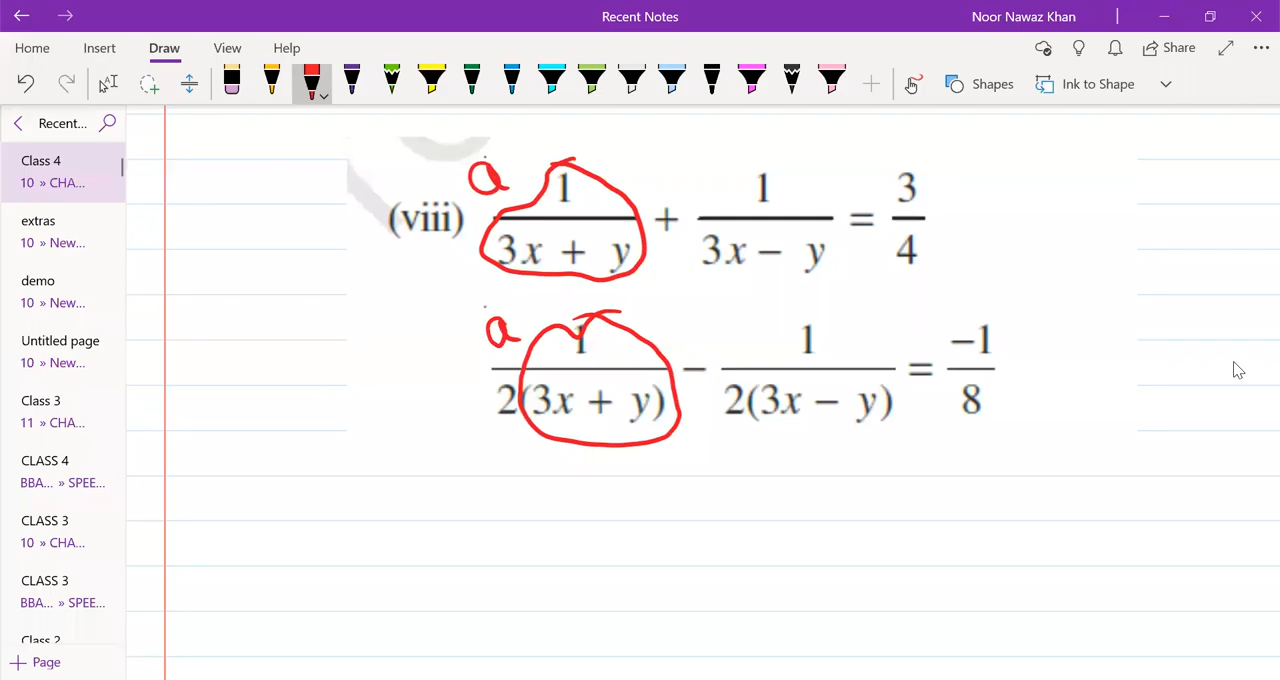 Recent Notes
Noor Nawaz Khan
Home Insert Draw View Help
Share
Shapes
Ink to Shape
Recent...
Class 4
10 » CHA...
extras
10 » New...
demo
10 » New...
Untitled page
10 » New...
Class 3
11 » CHA...
CLASS 4
BBA... » SPEE...
CLASS 3
10 » CHA...
CLASS 3
BBA... » SPEE...
Class 2
+ Page
a
(viii) 1/(3x + y) + 1/(3x − y) = 3/4
a
1/2(3x + y) − 1/2(3x − y) = −1/8